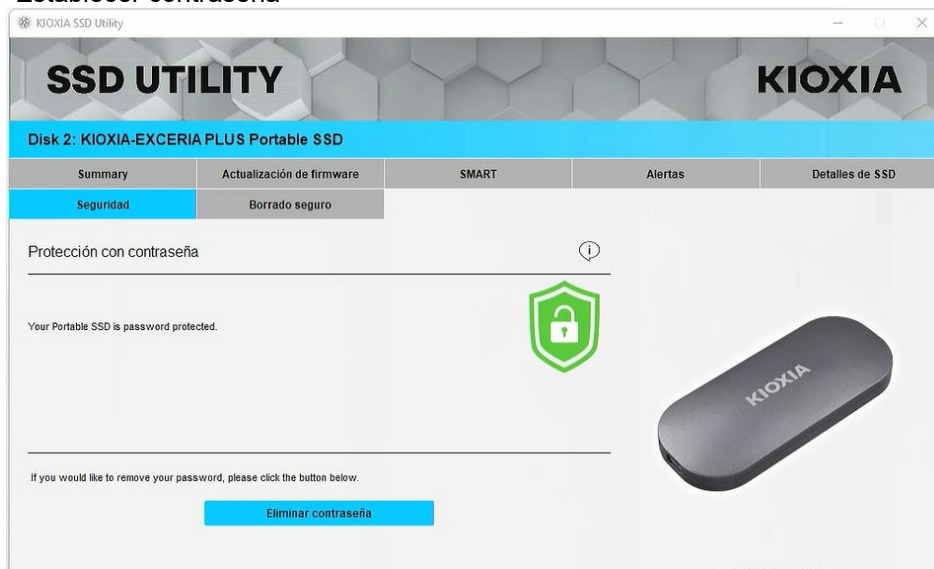 Establecer contraseña
KIOXIA SSD Utility
SSD UTILITY
KIOXIA
Disk 2: KIOXIA-EXCERIA PLUS Portable SSD
Summary
Actualización de firmware
SMART
Alertas
Detalles de SSD
Seguridad
Borrado seguro
Protección con contraseña
i
Your Portable SSD is password protected.
KIOXIA
If you would like to remove your password, please click the button below.
Eliminar contraseña